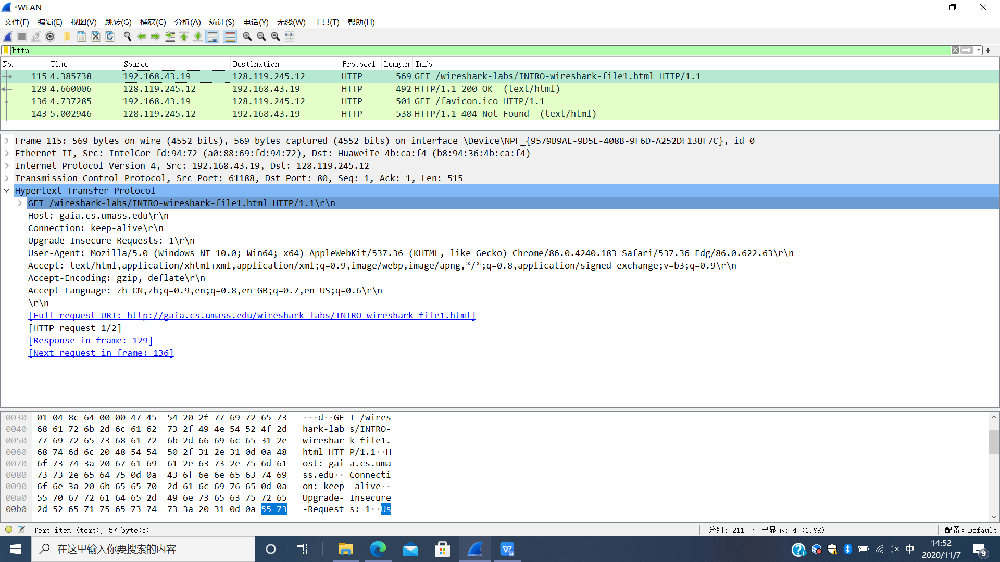 *WLAN
文件(F) 编辑(E) 视图(V) 跳转(G) 捕获(C) 分析(A) 统计(S) 电话(Y) 无线(W) 工具(T) 帮助(H)
http
No. Time Source Destination Protocol Length Info
115 4.385738 192.168.43.19 128.119.245.12 HTTP 569 GET /wireshark-labs/INTRO-wireshark-file1.html HTTP/1.1
129 4.660006 128.119.245.12 192.168.43.19 HTTP 492 HTTP/1.1 200 OK  (text/html)
136 4.737285 192.168.43.19 128.119.245.12 HTTP 501 GET /favicon.ico HTTP/1.1
143 5.002946 128.119.245.12 192.168.43.19 HTTP 538 HTTP/1.1 404 Not Found  (text/html)
Frame 115: 569 bytes on wire (4552 bits), 569 bytes captured (4552 bits) on interface \Device\NPF_{9579B9AE-9D5E-408B-9F6D-A252DF138F7C}, id 0
Ethernet II, Src: IntelCor_fd:94:72 (a0:88:69:fd:94:72), Dst: HuaweiTe_4b:ca:f4 (b8:94:36:4b:ca:f4)
Internet Protocol Version 4, Src: 192.168.43.19, Dst: 128.119.245.12
Transmission Control Protocol, Src Port: 61188, Dst Port: 80, Seq: 1, Ack: 1, Len: 515
Hypertext Transfer Protocol
GET /wireshark-labs/INTRO-wireshark-file1.html HTTP/1.1\r\n
Host: gaia.cs.umass.edu\r\n
Connection: keep-alive\r\n
Upgrade-Insecure-Requests: 1\r\n
User-Agent: Mozilla/5.0 (Windows NT 10.0; Win64; x64) AppleWebKit/537.36 (KHTML, like Gecko) Chrome/86.0.4240.183 Safari/537.36 Edg/86.0.622.63\r\n
Accept: text/html,application/xhtml+xml,application/xml;q=0.9,image/webp,image/apng,*/*;q=0.8,application/signed-exchange;v=b3;q=0.9\r\n
Accept-Encoding: gzip, deflate\r\n
Accept-Language: zh-CN,zh;q=0.9,en;q=0.8,en-GB;q=0.7,en-US;q=0.6\r\n
\r\n
[Full request URI: http://gaia.cs.umass.edu/wireshark-labs/INTRO-wireshark-file1.html]
[HTTP request 1/2]
[Response in frame: 129]
[Next request in frame: 136]
0030 01 04 8c 64 00 00 47 45 54 20 2f 77 69 72 65 73 ···d··GE T /wires
0040 68 61 72 6b 2d 6c 61 62 73 2f 49 4e 54 52 4f 2d hark-lab s/INTRO-
0050 77 69 72 65 73 68 61 72 6b 2d 66 69 6c 65 31 2e wireshar k-file1.
0060 68 74 6d 6c 20 48 54 54 50 2f 31 2e 31 0d 0a 48 html HTT P/1.1··H
0070 6f 73 74 3a 20 67 61 69 61 2e 63 73 2e 75 6d 61 ost: gai a.cs.uma
0080 73 73 2e 65 64 75 0d 0a 43 6f 6e 6e 65 63 74 69 ss.edu·· Connecti
0090 6f 6e 3a 20 6b 65 65 70 2d 61 6c 69 76 65 0d 0a on: keep -alive··
00a0 55 70 67 72 61 64 65 2d 49 6e 73 65 63 75 72 65 Upgrade- Insecure
00b0 2d 52 65 71 75 65 73 74 73 3a 20 31 0d 0a 55 73 -Request s: 1··Us
Text item (text), 57 byte(s) 分组: 211 · 已显示: 4 (1.9%) 配置: Default
在这里输入你要搜索的内容 中 14:52
2020/11/7 9